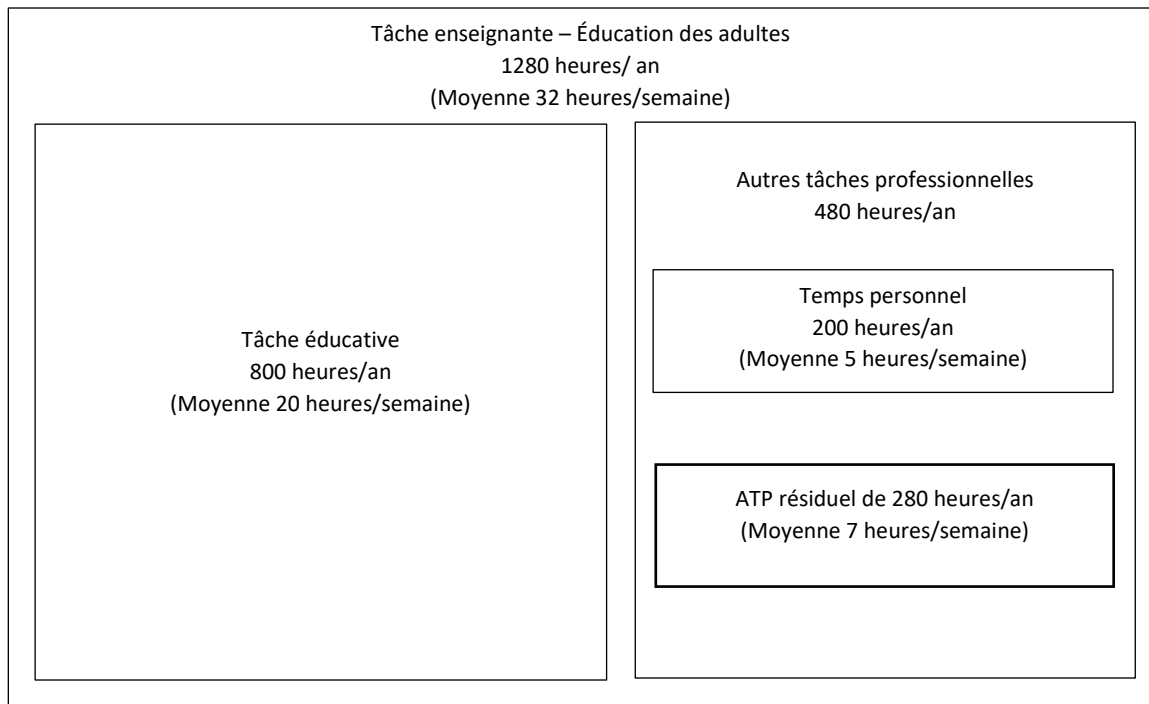 Tâche enseignante – Éducation des adultes
1280 heures/ an
(Moyenne 32 heures/semaine)
Tâche éducative
800 heures/an
(Moyenne 20 heures/semaine)
Autres tâches professionnelles
480 heures/an
Temps personnel
200 heures/an
(Moyenne 5 heures/semaine)
ATP résiduel de 280 heures/an
(Moyenne 7 heures/semaine)